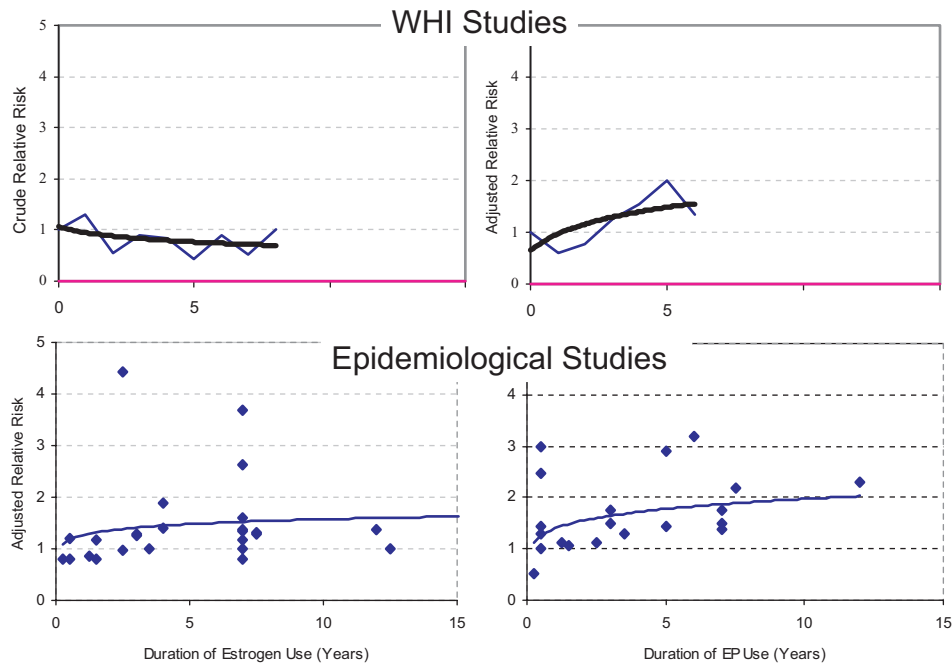 WHI Studies
Crude Relative Risk
5
4
3
2
1
0
0 5
Adjusted Relative Risk
5
4
3
2
1
0
0 5
Epidemiological Studies
Adjusted Relative Risk
5
4
3
2
1
0
0 5 10 15
Duration of Estrogen Use (Years)
4
3
2
1
0
0 5 10 15
Duration of EP Use (Years)